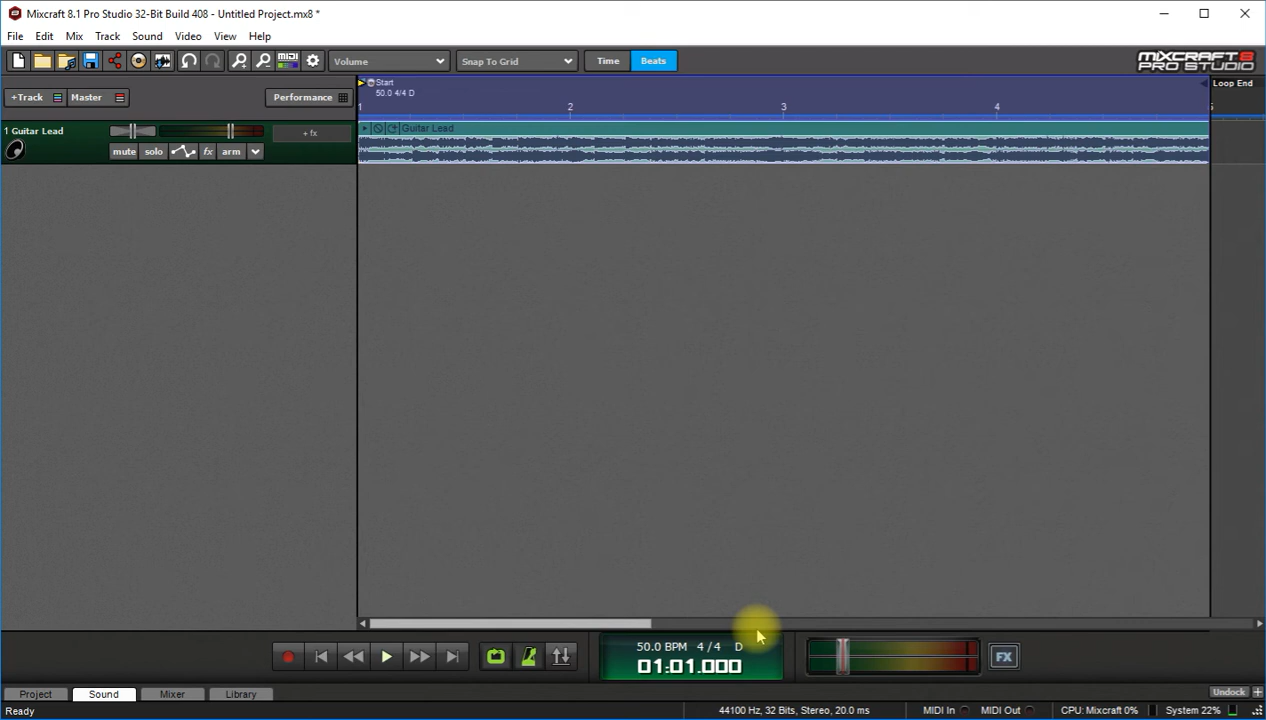 Mixcraft 8.1 Pro Studio 32-Bit Build 408 - Untitled Project.mx8 *
File Edit Mix Track Sound Video View Help
midi Volume Snap To Grid Time Beats MIXCRAFT 8 PRO STUDIO
+Track Master Performance
Start Loop End
50.0 4/4 D
1 2 3 4 5
1 Guitar Lead + fx Guitar Lead
mute solo fx arm
50.0 BPM 4/4 D
01:01.000 FX
Project Sound Mixer Library Undock
Ready 44100 Hz, 32 Bits, Stereo, 20.0 ms MIDI In MIDI Out CPU: Mixcraft 0% System 22%